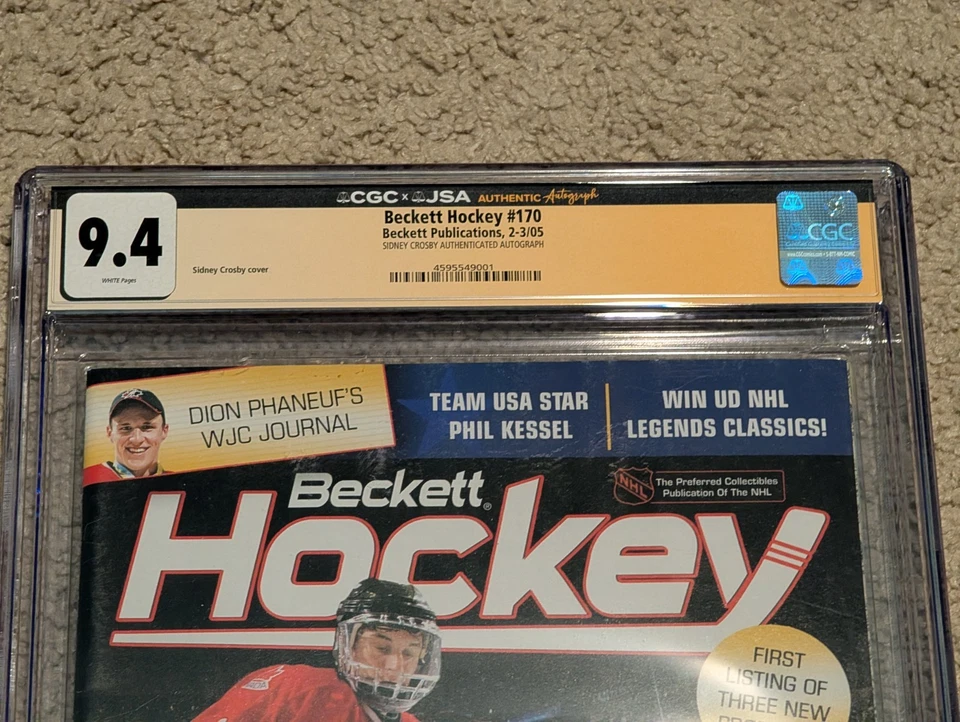 CGC x JSA AUTHENTIC Autograph
9.4
WHITE Pages
Beckett Hockey #170
Beckett Publications, 2-3/05
SIDNEY CROSBY AUTHENTICATED AUTOGRAPH
Sidney Crosby cover
4595549001
CGC
DION PHANEUF'S
WJC JOURNAL
TEAM USA STAR
PHIL KESSEL
WIN UD NHL
LEGENDS CLASSICS!
Beckett®
Hockey
NHL
The Preferred Collectibles
Publication Of The NHL
FIRST
LISTING OF
THREE NEW